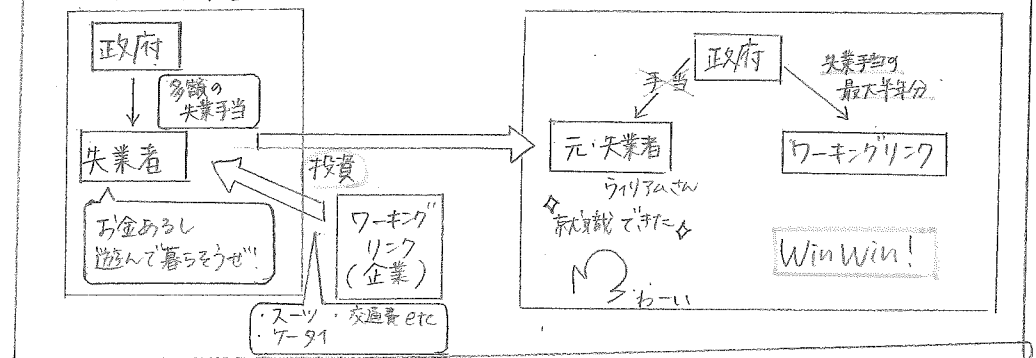 政府
多額の
失業手当
失業者
お金あるし
遊んで暮らそうぜ!
投資
ワーキング
リンク
(企業)
・スーツ ・交通費etc
・ケータイ
政府
手当
失業手当の
最大半年分
元・失業者
ワーキングリンク
ウィリアムさん
就職できた
わーい
WinWin!